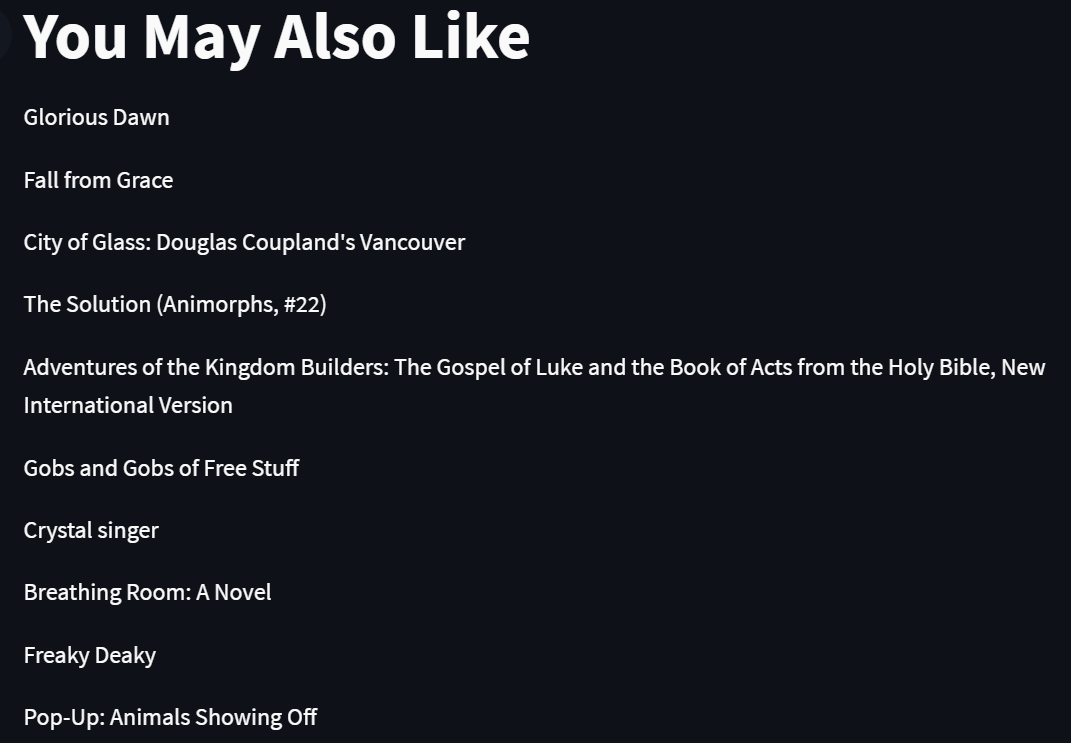 You May Also Like
Glorious Dawn
Fall from Grace
City of Glass: Douglas Coupland's Vancouver
The Solution (Animorphs, #22)
Adventures of the Kingdom Builders: The Gospel of Luke and the Book of Acts from the Holy Bible, New
International Version
Gobs and Gobs of Free Stuff
Crystal singer
Breathing Room: A Novel
Freaky Deaky
Pop-Up: Animals Showing Off